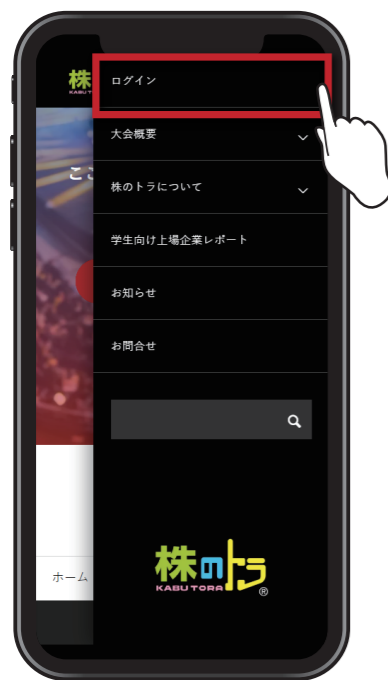 株
KABU TO
ログイン
大会概要
ここ
株のトラについて
学生向け上場企業レポート
お知らせ
お問合せ
ホーム
株のトラ
KABU TORA
®